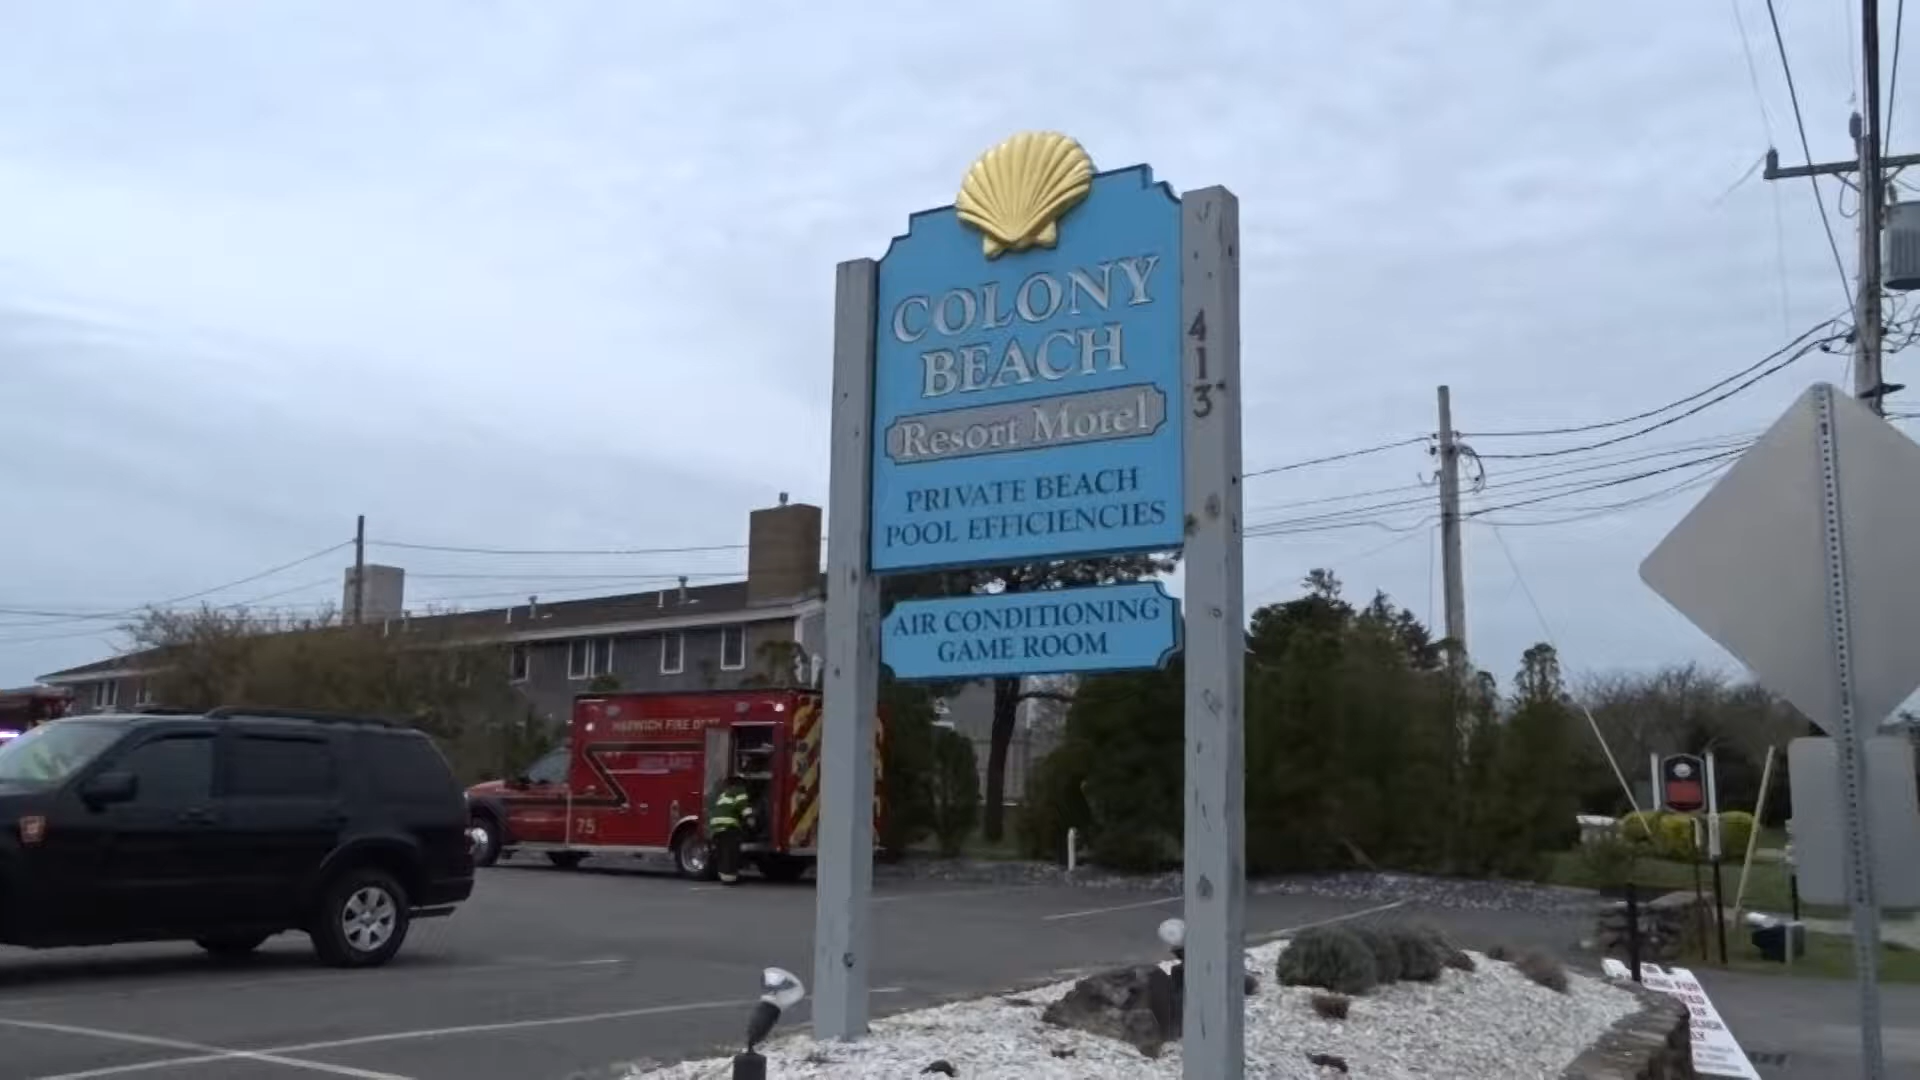 COLONY
BEACH
Resort Motel
PRIVATE BEACH
POOL EFFICIENCIES
AIR CONDITIONING
GAME ROOM
413
HARWICH FIRE DEPT
75